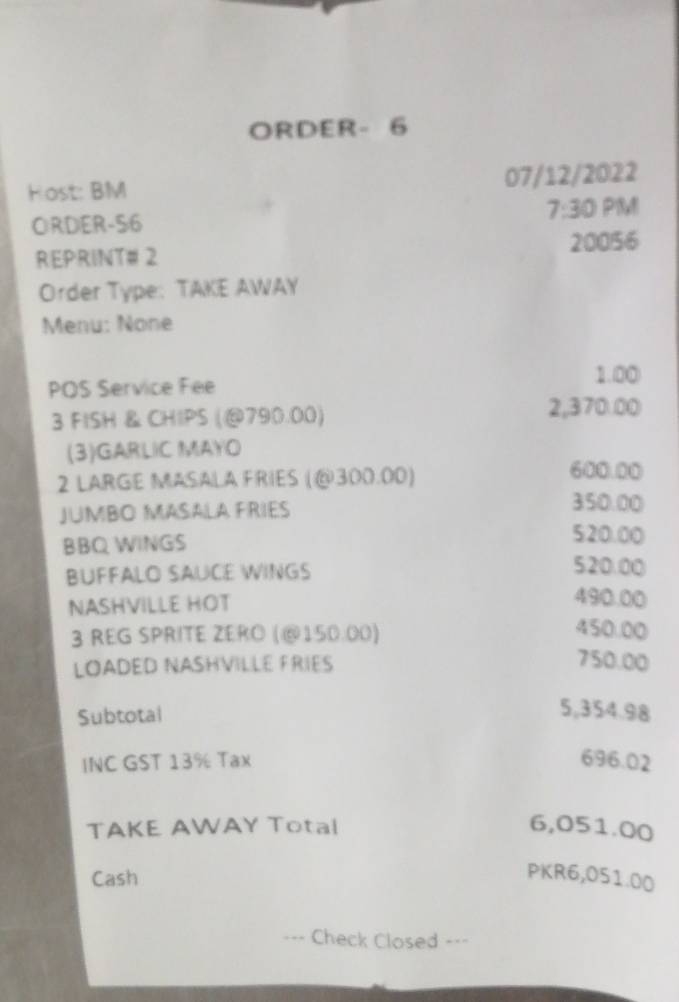 ORDER- 6
Host: BM 07/12/2022
ORDER-56 7:30 PM
REPRINT# 2 20056
Order Type: TAKE AWAY
Menu: None
POS Service Fee 1.00
3 FISH & CHIPS (@790.00) 2,370.00
(3)GARLIC MAYO
2 LARGE MASALA FRIES (@300.00) 600.00
JUMBO MASALA FRIES 350.00
BBQ WINGS 520.00
BUFFALO SAUCE WINGS 520.00
NASHVILLE HOT 490.00
3 REG SPRITE ZERO (@150.00) 450.00
LOADED NASHVILLE FRIES 750.00
Subtotal 5,354.98
INC GST 13% Tax 696.02
TAKE AWAY Total 6,051.00
Cash PKR6,051.00
--- Check Closed ---